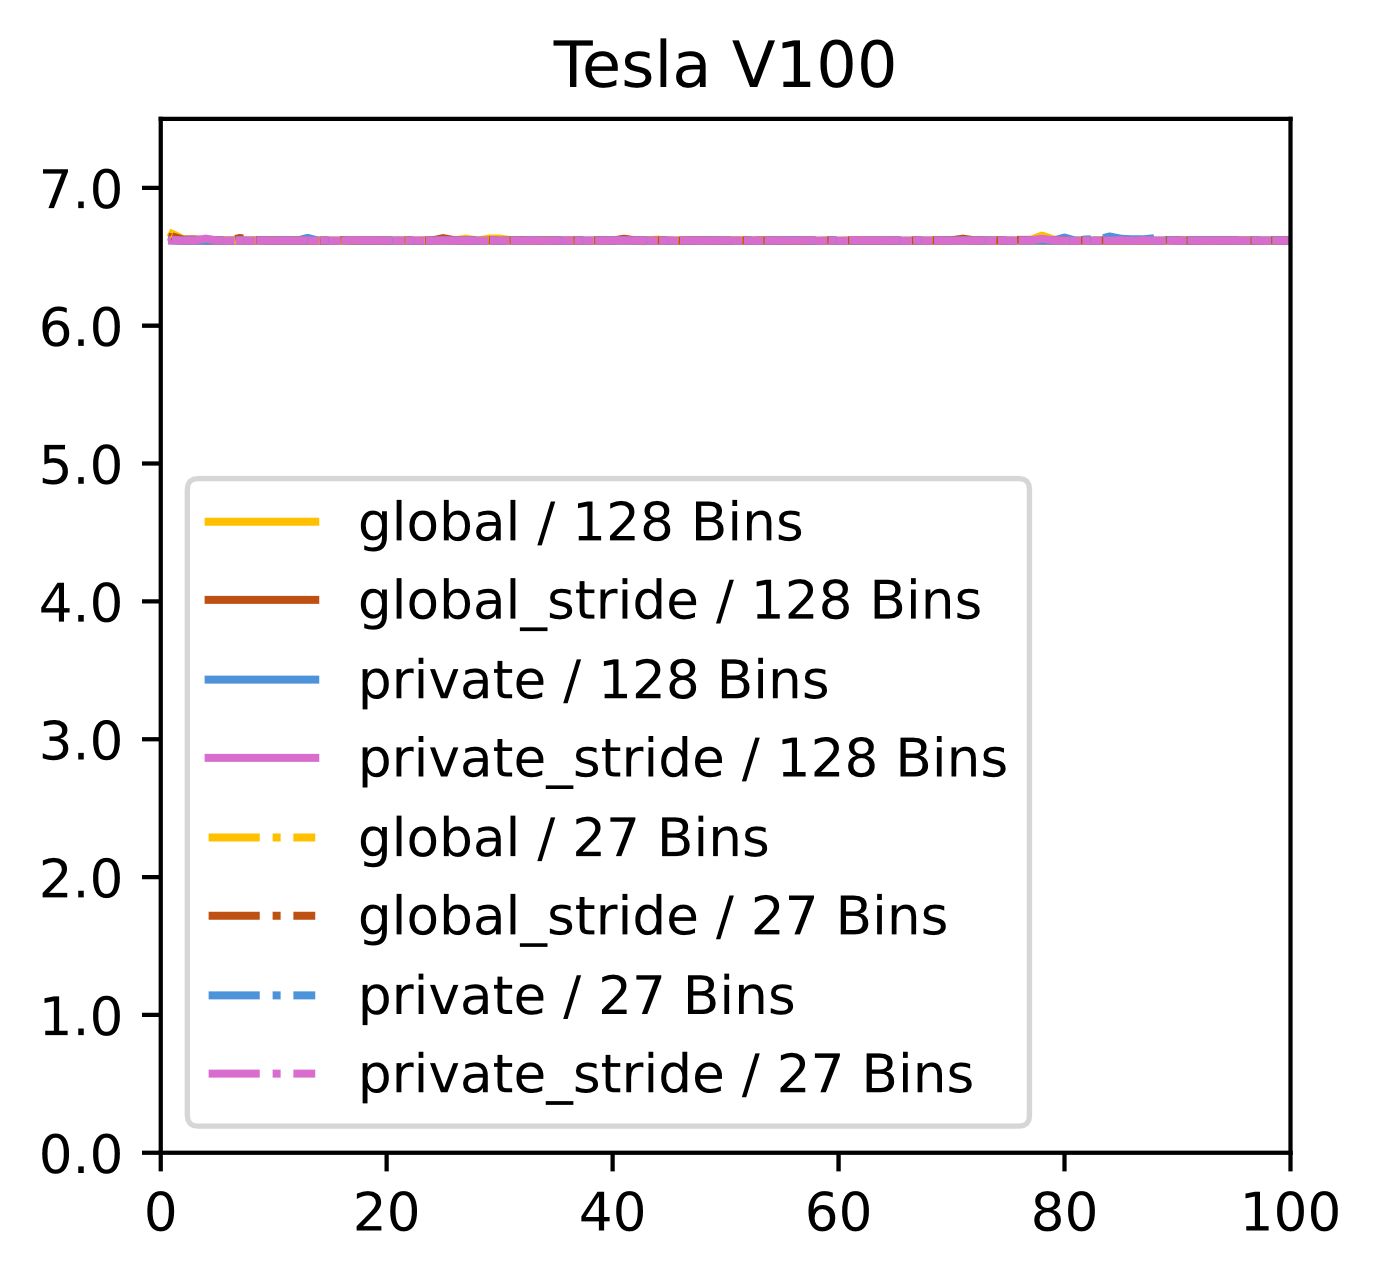 Tesla V100
7.0
6.0
5.0
4.0
3.0
2.0
1.0
0.0
global / 128 Bins
global_stride / 128 Bins
private / 128 Bins
private_stride / 128 Bins
global / 27 Bins
global_stride / 27 Bins
private / 27 Bins
private_stride / 27 Bins
0 20 40 60 80 100